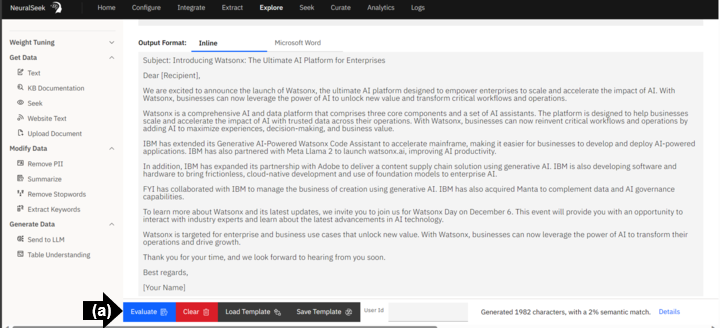 NeuralSeek Home Configure Integrate Extract Explore Seek Curate Analytics Logs
Weight Tuning
Get Data
Text
KB Documentation
Seek
Website Text
Upload Document
Modify Data
Remove PII
Summarize
Remove Stopwords
Extract Keywords
Generate Data
Send to LLM
Table Understanding
Output Format: Inline Microsoft Word
Subject: Introducing Watsonx: The Ultimate AI Platform for Enterprises
Dear [Recipient],
We are excited to announce the launch of Watsonx, the ultimate AI platform designed to empower enterprises to scale and accelerate the impact of AI. With
Watsonx, businesses can now leverage the power of AI to unlock new value and transform critical workflows and operations.
Watsonx is a comprehensive AI and data platform that comprises three core components and a set of AI assistants. The platform is designed to help businesses
scale and accelerate the impact of AI with trusted data across their operations. With Watsonx, businesses can now reinvent critical workflows and operations by
adding AI to maximize experiences, decision-making, and business value.
IBM has extended its Generative AI-Powered Watsonx Code Assistant to accelerate mainframe, making it easier for businesses to develop and deploy AI-powered
applications. IBM has also partnered with Meta Llama 2 to launch watsonx.ai, improving AI productivity.
In addition, IBM has expanded its partnership with Adobe to deliver a content supply chain solution using generative AI. IBM is also developing software and
hardware to bring frictionless, cloud-native development and use of foundation models to enterprise AI.
FYI has collaborated with IBM to manage the business of creation using generative AI. IBM has also acquired Manta to complement data and AI governance
capabilities.
To learn more about Watsonx and its latest updates, we invite you to join us for Watsonx Day on December 6. This event will provide you with an opportunity to
interact with industry experts and learn about the latest advancements in AI technology.
Watsonx is targeted for enterprise and business use cases that unlock new value. With Watsonx, businesses can now leverage the power of AI to transform their
operations and drive growth.
Thank you for your time, and we look forward to hearing from you soon.
Best regards,
[Your Name]
(a) Evaluate Clear Load Template Save Template User Id Generated 1982 characters, with a 2% semantic match. Details